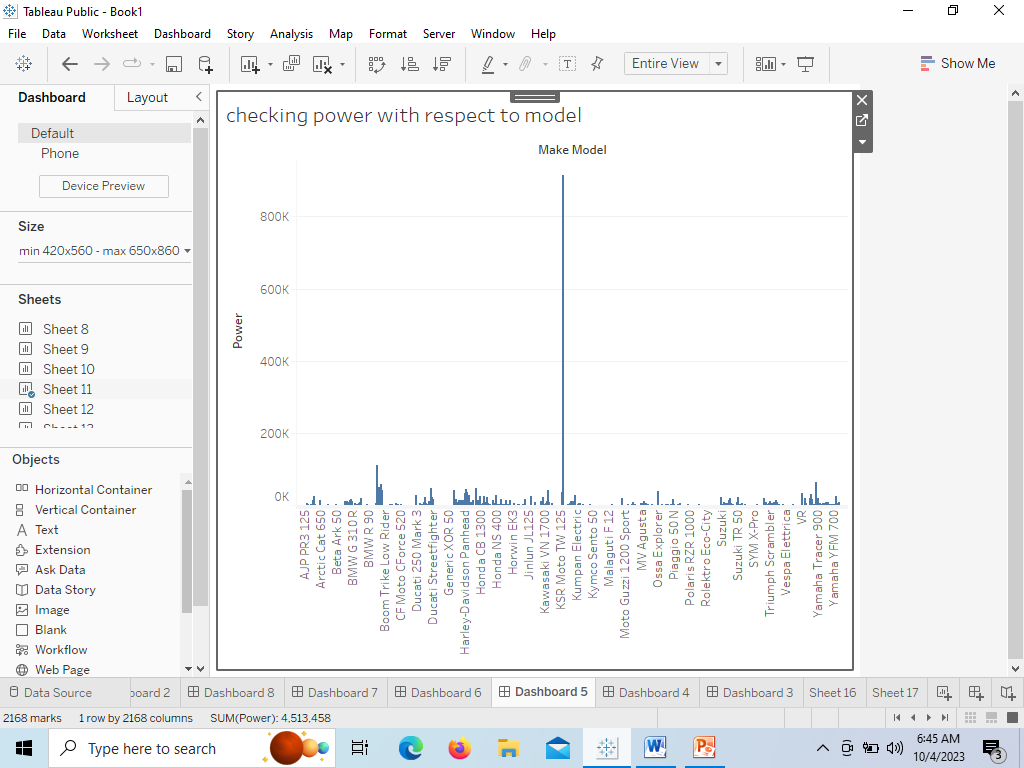 Tableau Public - Book1
File Data Worksheet Dashboard Story Analysis Map Format Server Window Help
Entire View
Show Me
Dashboard
Layout
Default
Phone
Device Preview
Size
min 420x560 - max 650x860
Sheets
Sheet 8
Sheet 9
Sheet 10
Sheet 11
Sheet 12
Objects
Horizontal Container
Vertical Container
Text
Extension
Ask Data
Data Story
Image
Blank
Workflow
Web Page
checking power with respect to model
Make Model
Power
800K
600K
400K
200K
0K
AJP PR3 125
Arctic Cat 650
Beta Ark 50
BMW G 310 R
BMW R 90
Boom Trike Low Rider
CF Moto CForce 520
Ducati 250 Mark 3
Ducati Streetfighter
Generic XOR 50
Harley-Davidson Panhead
Honda CB 1300
Honda NS 400
Horwin EK3
Jinlun JL125
Kawasaki VN 1700
KSR Moto TW 125
Kumpan Electric
Kymco Sento 50
Malaguti F 12
Moto Guzzi 1200 Sport
MV Agusta
Ossa Explorer
Piaggio 50 N
Polaris RZR 1000
Rolektro Eco-City
Suzuki
Suzuki TR 50
SYM X-Pro
Triumph Scrambler
Vespa Elettrica
VR
Yamaha Tracer 900
Yamaha YFM 700
Data Source
board 2
Dashboard 8
Dashboard 7
Dashboard 6
Dashboard 5
Dashboard 4
Dashboard 3
Sheet 16
Sheet 17
2168 marks 1 row by 2168 columns SUM(Power): 4,513,458
Type here to search
6:45 AM
10/4/2023
3